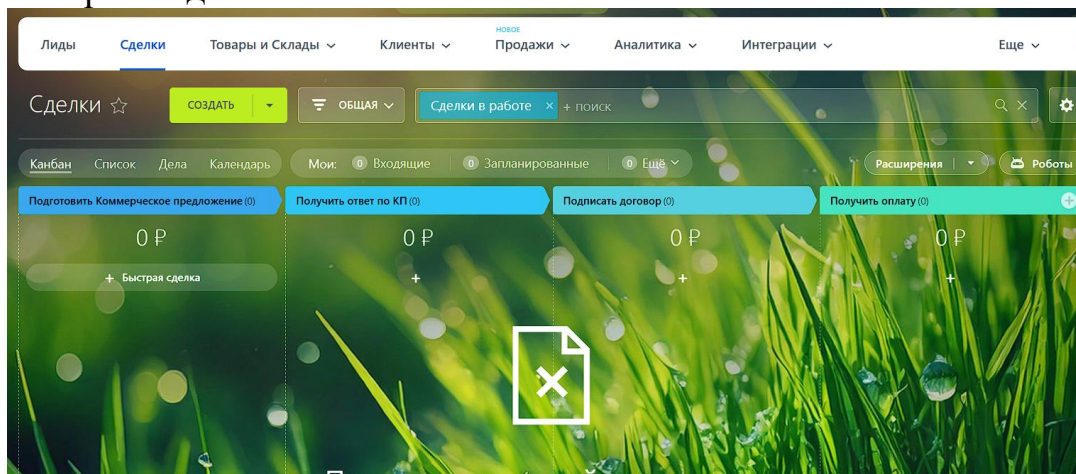 НОВОЕ
Лиды Сделки Товары и Склады Клиенты Продажи Аналитика Интеграции Еще
Сделки СОЗДАТЬ ОБЩАЯ Сделки в работе × + поиск
Канбан Список Дела Календарь Мои: 0 Входящие 0 Запланированные 0 Ещё Расширения Роботы
Подготовить Коммерческое предложение (0) Получить ответ по КП (0) Подписать договор (0) Получить оплату (0)
0 ₽ 0 ₽ 0 ₽ 0 ₽
+ Быстрая сделка + + +